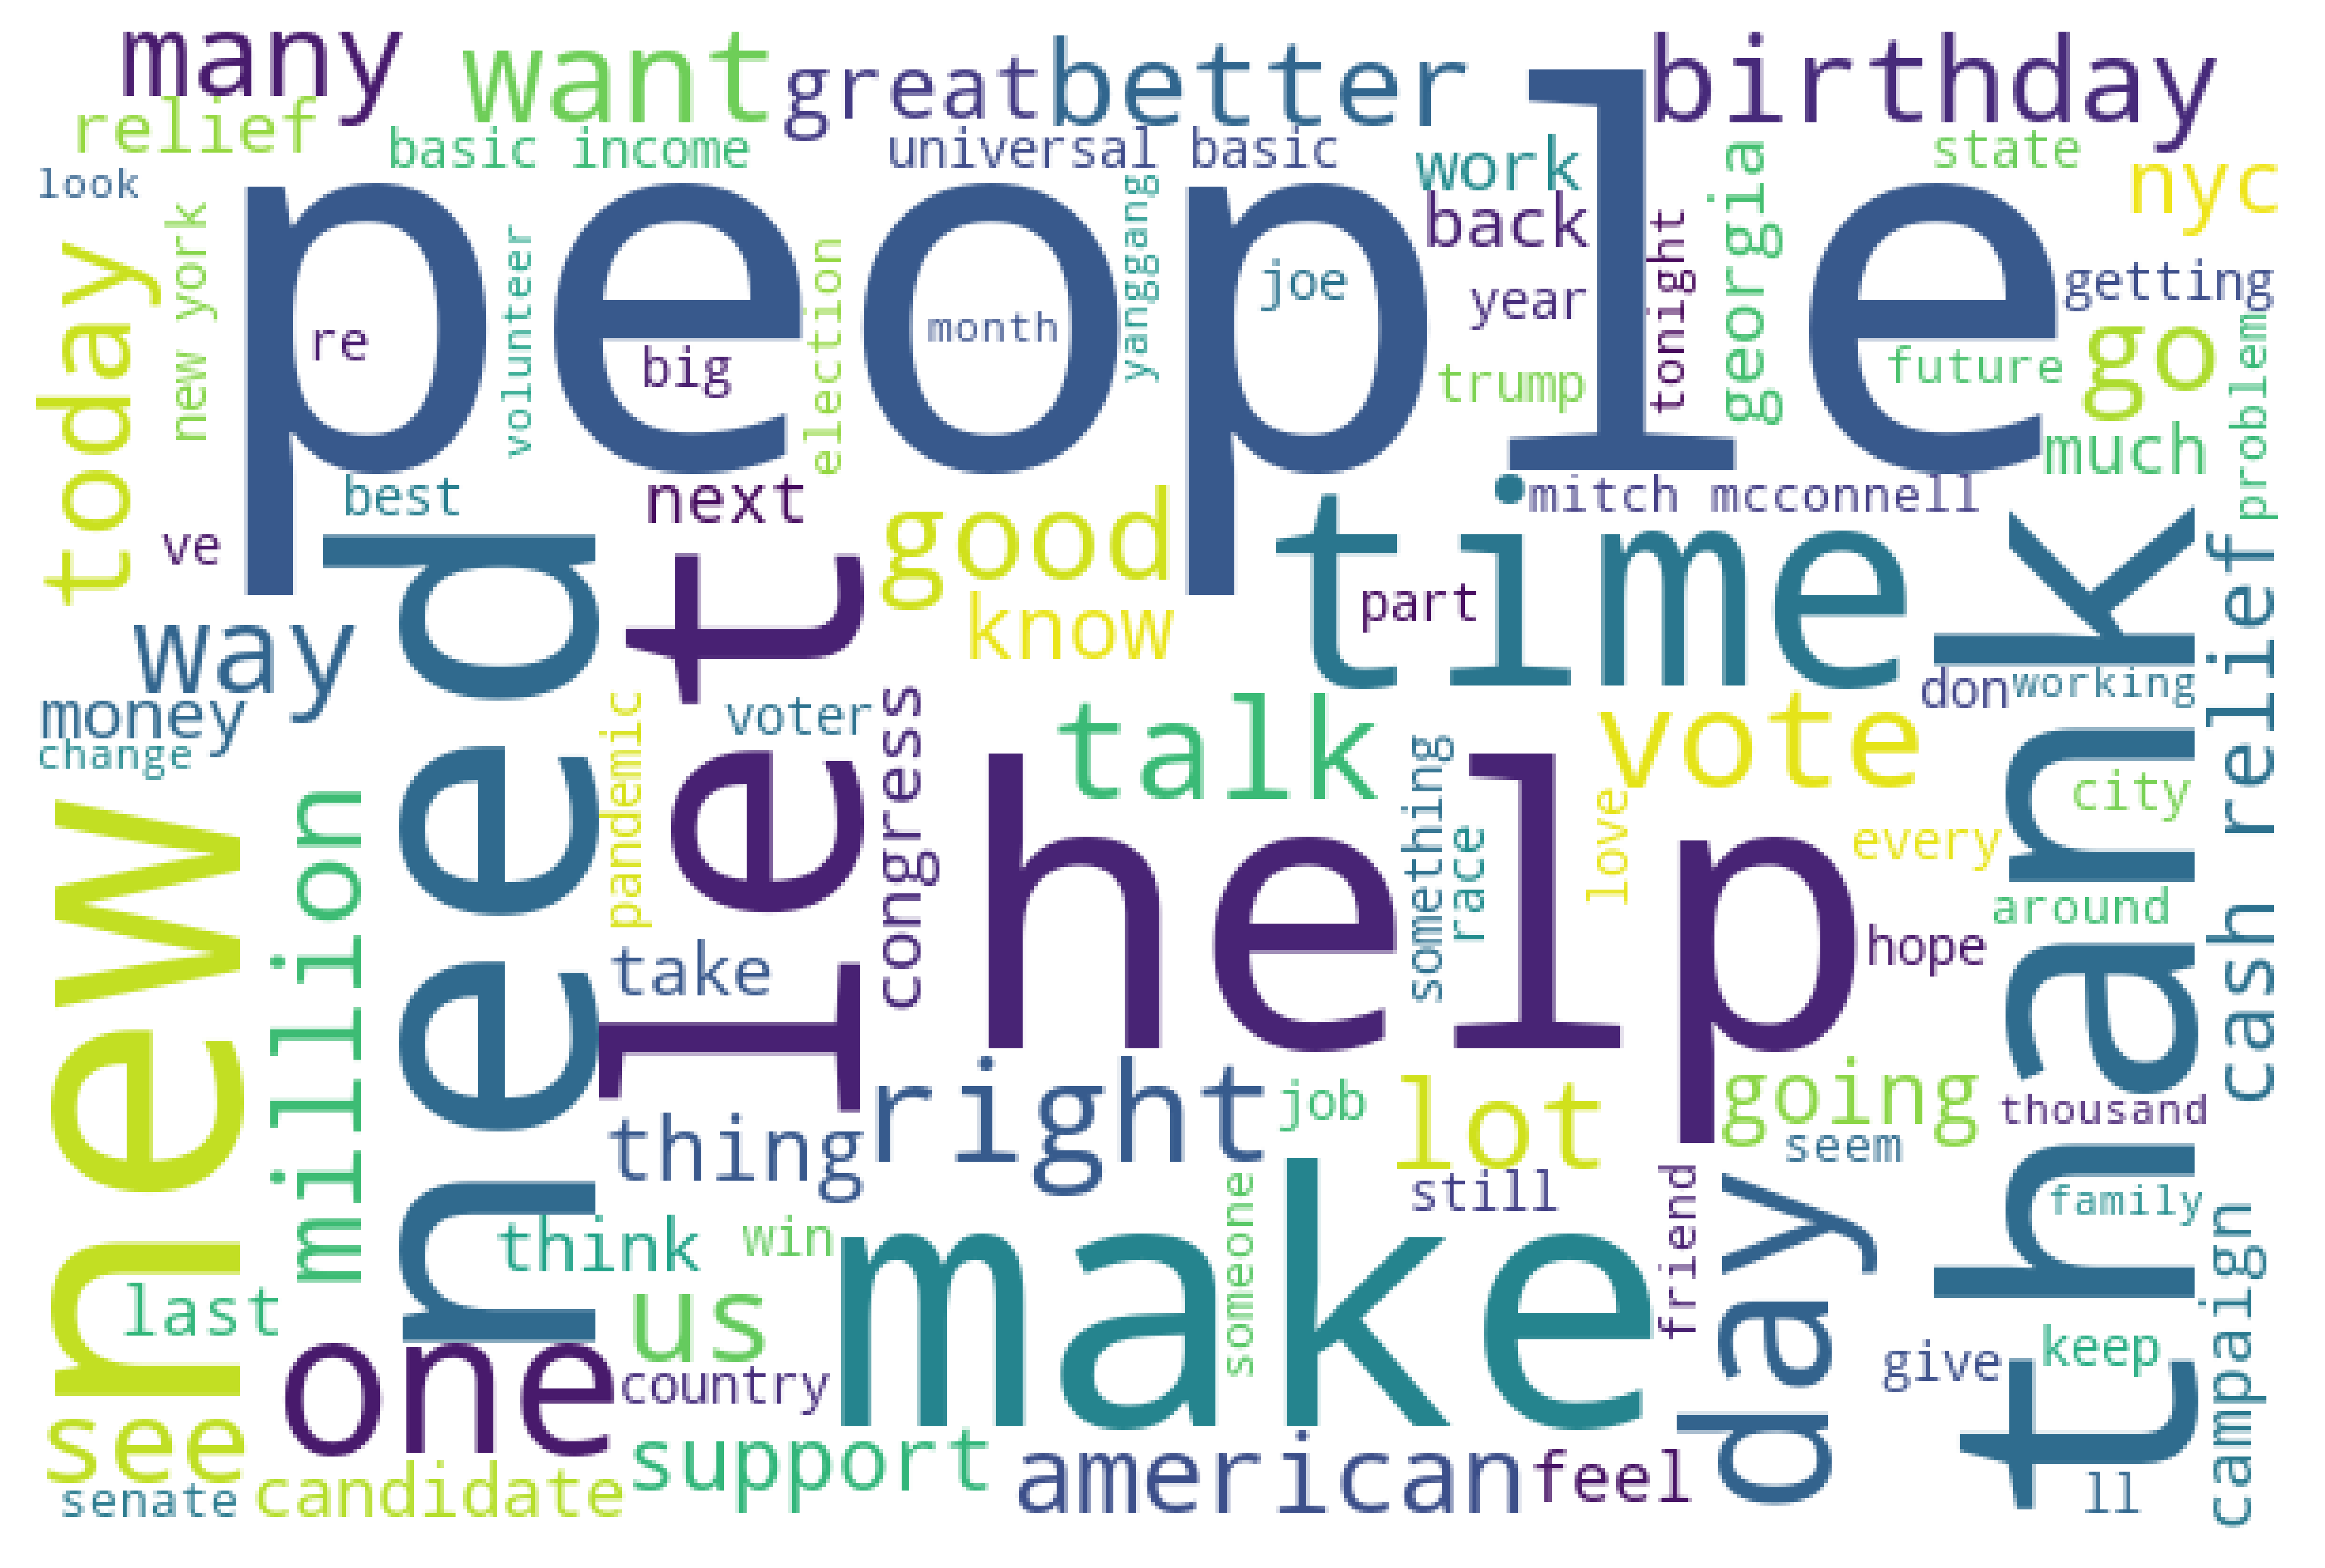 many
want
great
better
birthday
relief
basic income
universal basic
work
state
look
nyc
people
back
georgia
today
new york
volunteer
election
yanggang
joe
year
tonight
getting
re
big
month
trump
future
go
problem
much
best
next
good
mitch mcconnell
time
ve
need
let
know
part
thank
cash relief
way
don
working
money
change
pandemic
voter
congress
talk
something
vote
love
city
new
million
help
race
every
around
take
hope
right
job
lot
going
thousand
thing
seem
still
friend
day
family
campaign
think
win
make
someone
last
us
one
country
give
keep
see
support
american
feel
senate
candidate
ll